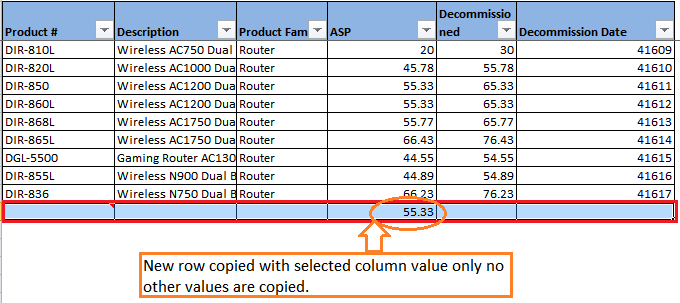 Product # Description Product Fam ASP Decommissio ned Decommission Date
DIR-810L Wireless AC750 Dual Router 20 30 41609
DIR-820L Wireless AC1000 Dua Router 45.78 55.78 41610
DIR-850 Wireless AC1200 Dua Router 55.33 65.33 41611
DIR-860L Wireless AC1200 Dua Router 55.33 65.33 41612
DIR-868L Wireless AC1750 Dua Router 55.77 65.77 41613
DIR-865L Wireless AC1750 Dua Router 66.43 76.43 41614
DGL-5500 Gaming Router AC130 Router 44.55 54.55 41615
DIR-855L Wireless N900 Dual B Router 44.89 54.89 41616
DIR-836 Wireless N750 Dual B Router 66.23 76.23 41617
55.33
New row copied with selected column value only no
other values are copied.